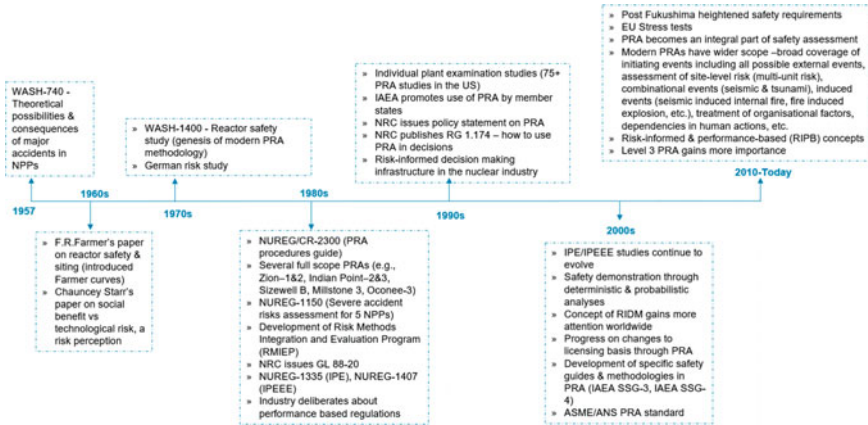 WASH-740 -
Theoretical
possibilities &
consequences
of major
accidents in
NPPs
1957
1960s
» F.R.Farmer's paper
on reactor safety &
siting (introduced
Farmer curves)
» Chauncey Starr's
paper on social
benefit vs
technological risk, a
risk perception
» WASH-1400 - Reactor safety
study (genesis of modern PRA
methodology)
» German risk study
1970s
1980s
» NUREG/CR-2300 (PRA
procedures guide)
» Several full scope PRAs (e.g.,
Zion–1&2, Indian Point–2&3,
Sizewell B, Millstone 3, Oconee-3)
» NUREG-1150 (Severe accident
risks assessment for 5 NPPs)
» Development of Risk Methods
Integration and Evaluation Program
(RMIEP)
» NRC issues GL 88-20
» NUREG-1335 (IPE), NUREG-1407
(IPEEE)
» Industry deliberates about
performance based regulations
» Individual plant examination studies (75+
PRA studies in the US)
» IAEA promotes use of PRA by member
states
» NRC issues policy statement on PRA
» NRC publishes RG 1.174 – how to use
PRA in decisions
» Risk-informed decision making
infrastructure in the nuclear industry
1990s
2000s
» IPE/IPEEE studies continue to
evolve
» Safety demonstration through
deterministic & probabilistic
analyses
» Concept of RIDM gains more
attention worldwide
» Progress on changes to
licensing basis through PRA
» Development of specific safety
guides & methodologies in
PRA (IAEA SSG-3, IAEA SSG-
4)
» ASME/ANS PRA standard
» Post Fukushima heightened safety requirements
» EU Stress tests
» PRA becomes an integral part of safety assessment
» Modern PRAs have wider scope –broad coverage of
initiating events including all possible external events,
assessment of site-level risk (multi-unit risk),
combinational events (seismic & tsunami), induced
events (seismic induced internal fire, fire induced
explosion, etc.), treatment of organisational factors,
dependencies in human actions, etc.
» Risk-informed & performance-based (RIPB) concepts
» Level 3 PRA gains more importance
2010-Today